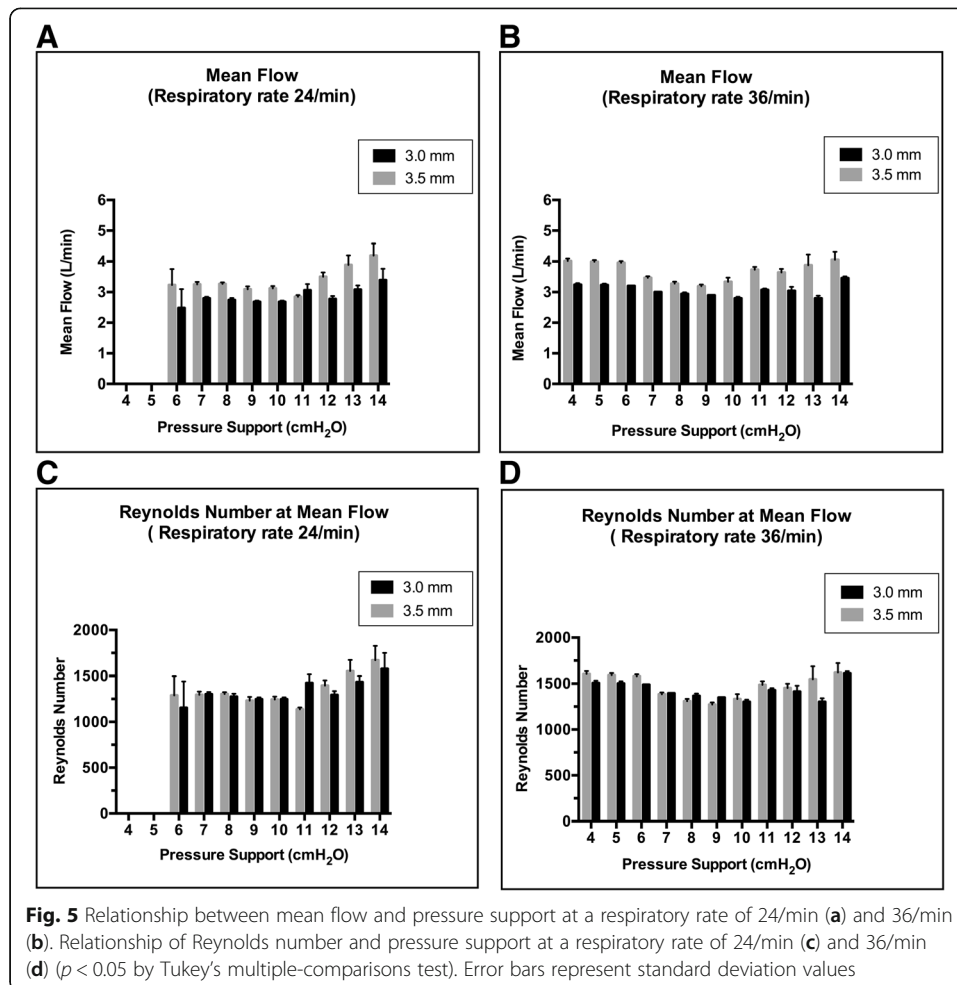 A
Mean Flow
(Respiratory rate 24/min)
3.0 mm
3.5 mm
Mean Flow (L/min)
6
5
4
3
2
1
0
4 5 6 7 8 9 10 11 12 13 14
Pressure Support (cmH₂O)
B
Mean Flow
(Respiratory rate 36/min)
3.0 mm
3.5 mm
Mean Flow (L/min)
6
5
4
3
2
1
0
4 5 6 7 8 9 10 11 12 13 14
Pressure Support (cmH₂O)
C
Reynolds Number at Mean Flow
( Respiratory rate 24/min)
3.0 mm
3.5 mm
Reynolds Number
2000
1500
1000
500
0
4 5 6 7 8 9 10 11 12 13 14
Pressure Support (cmH₂O)
D
Reynolds Number at Mean Flow
( Respiratory rate 36/min)
3.0 mm
3.5 mm
Reynolds Number
2000
1500
1000
500
0
4 5 6 7 8 9 10 11 12 13 14
Pressure Support (cmH₂O)
Fig. 5 Relationship between mean flow and pressure support at a respiratory rate of 24/min (a) and 36/min
(b). Relationship of Reynolds number and pressure support at a respiratory rate of 24/min (c) and 36/min
(d) (p < 0.05 by Tukey's multiple-comparisons test). Error bars represent standard deviation values